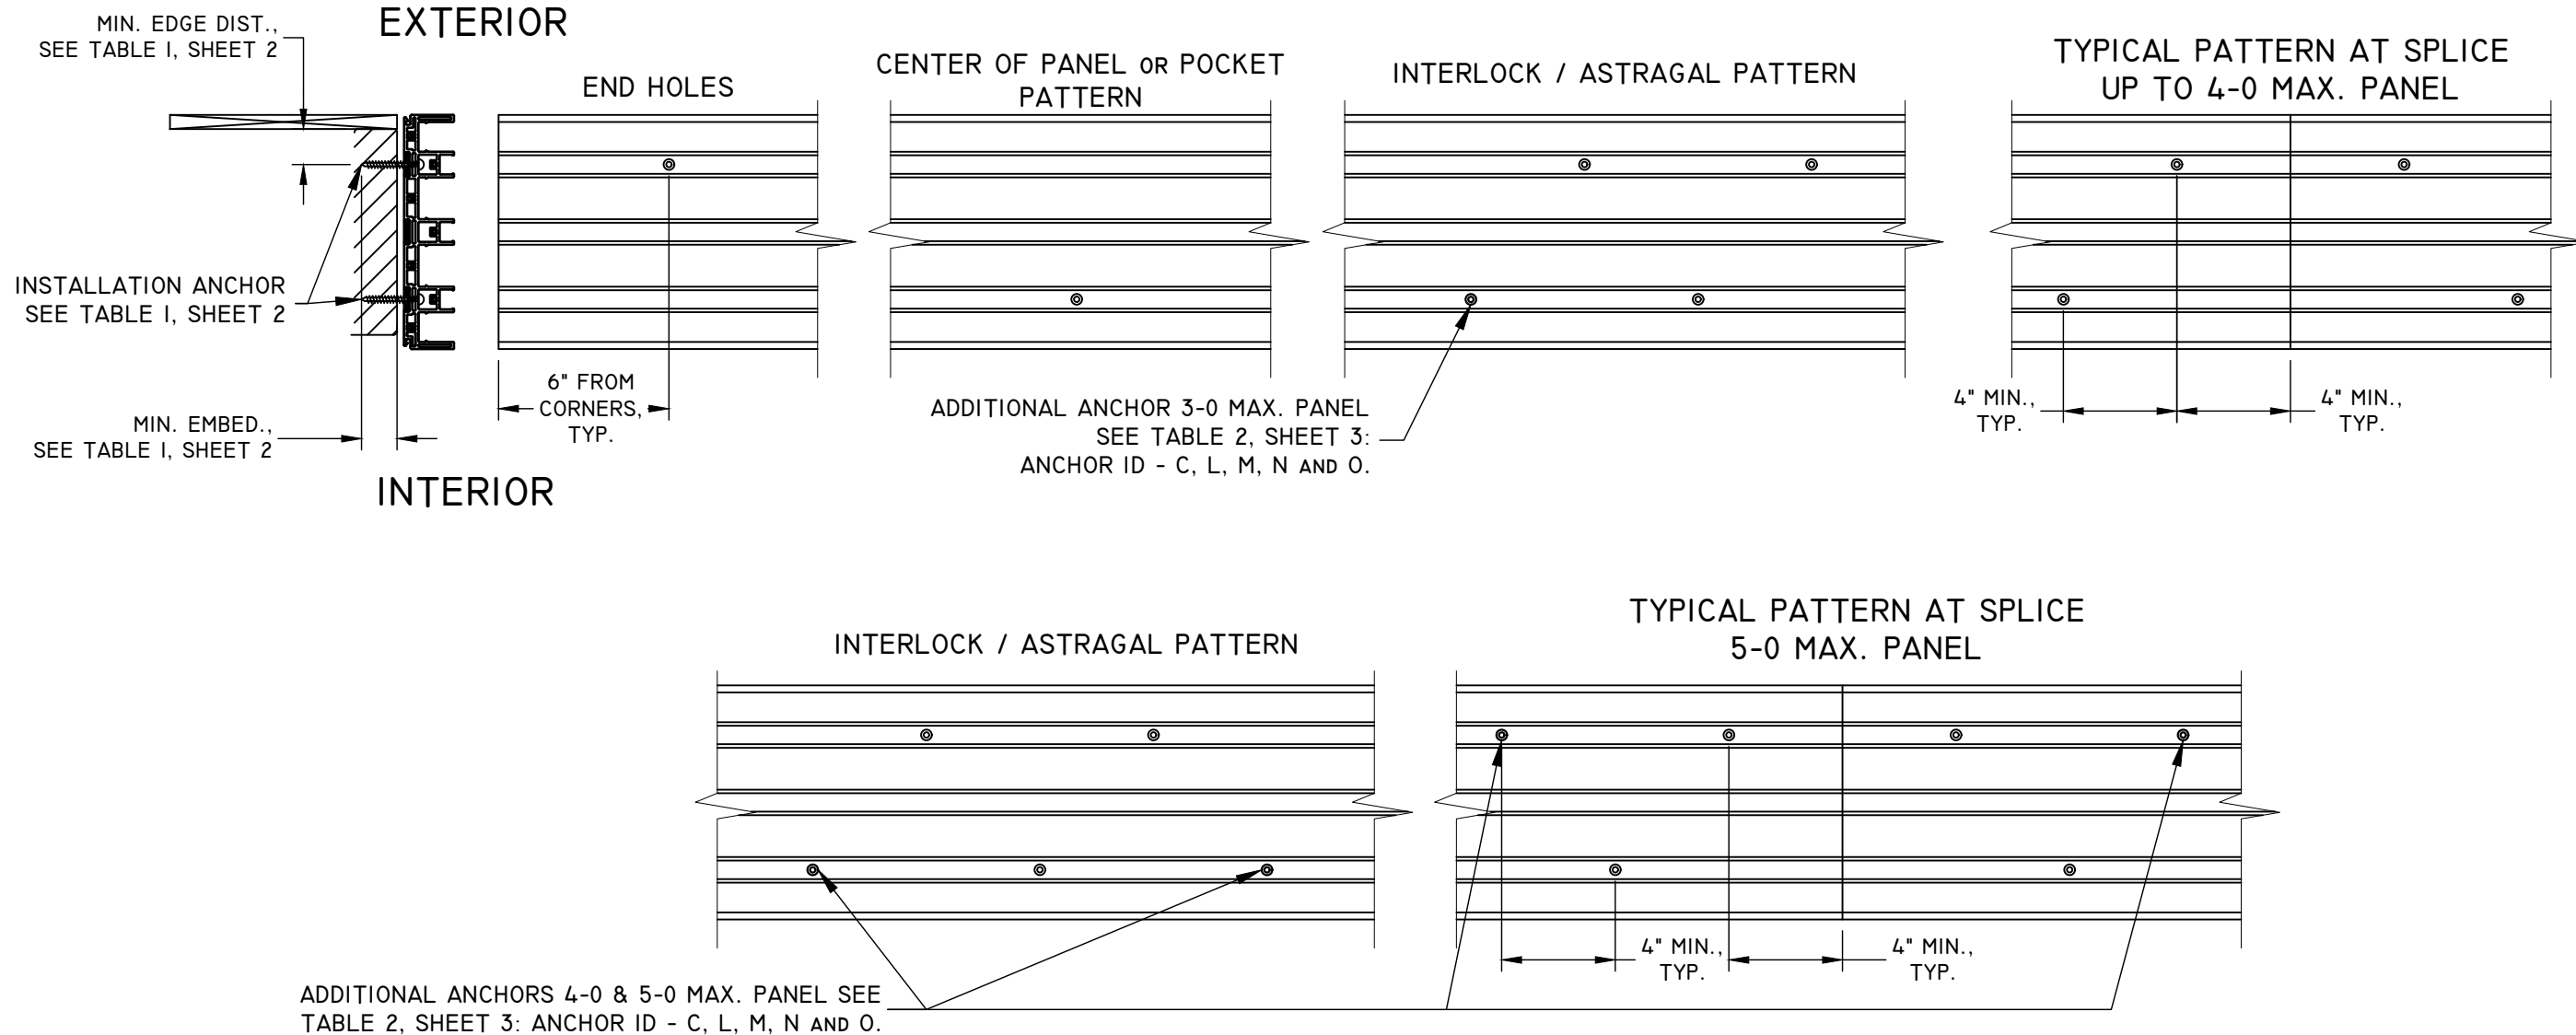 EXTERIOR
MIN. EDGE DIST.,
SEE TABLE 1, SHEET 2
END HOLES
CENTER OF PANEL OR POCKET
PATTERN
INTERLOCK / ASTRAGAL PATTERN
TYPICAL PATTERN AT SPLICE
UP TO 4-0 MAX. PANEL
INSTALLATION ANCHOR
SEE TABLE 1, SHEET 2
MIN. EMBED.,
SEE TABLE 1, SHEET 2
6" FROM
CORNERS,
TYP.
ADDITIONAL ANCHOR 3-0 MAX. PANEL
SEE TABLE 2, SHEET 3:
ANCHOR ID - C, L, M, N AND O.
4" MIN.,
TYP.
4" MIN.,
TYP.
INTERIOR
INTERLOCK / ASTRAGAL PATTERN
TYPICAL PATTERN AT SPLICE
5-0 MAX. PANEL
4" MIN.,
TYP.
4" MIN.,
TYP.
ADDITIONAL ANCHORS 4-0 & 5-0 MAX. PANEL SEE
TABLE 2, SHEET 3: ANCHOR ID - C, L, M, N AND O.